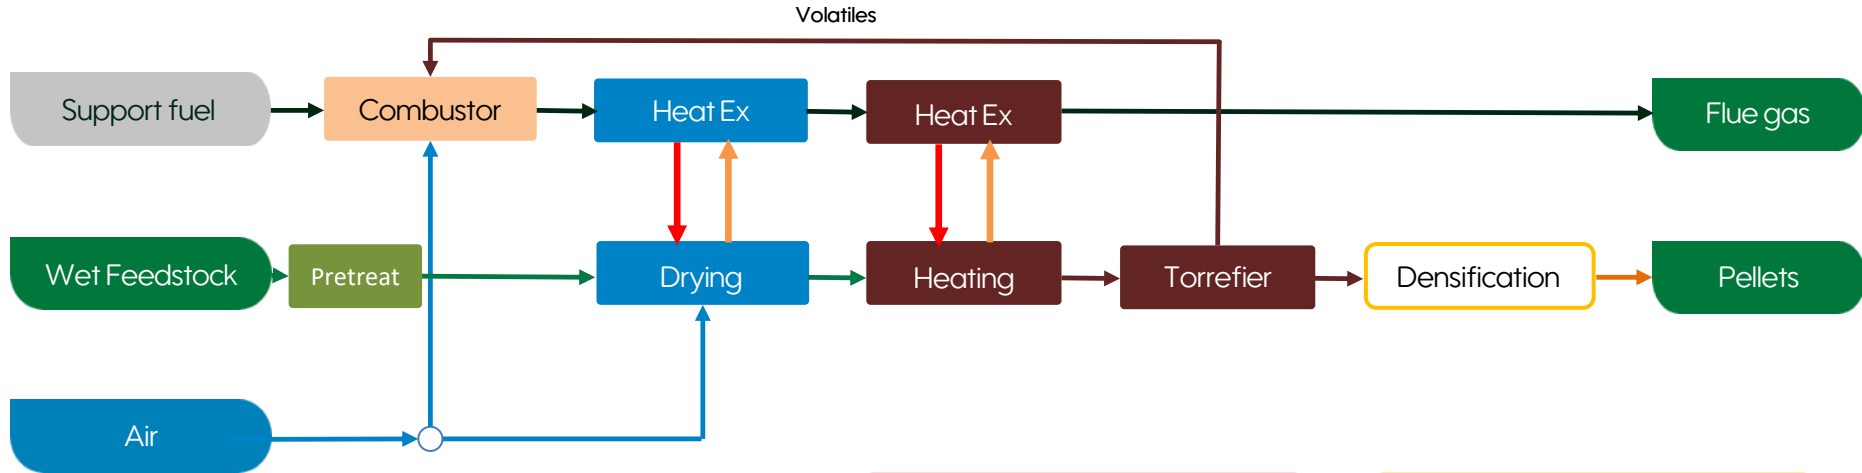 Volatiles
Support fuel
Combustor
Heat Ex
Heat Ex
Flue gas
Wet Feedstock
Pretreat
Drying
Heating
Torrefier
Densification
Pellets
Air